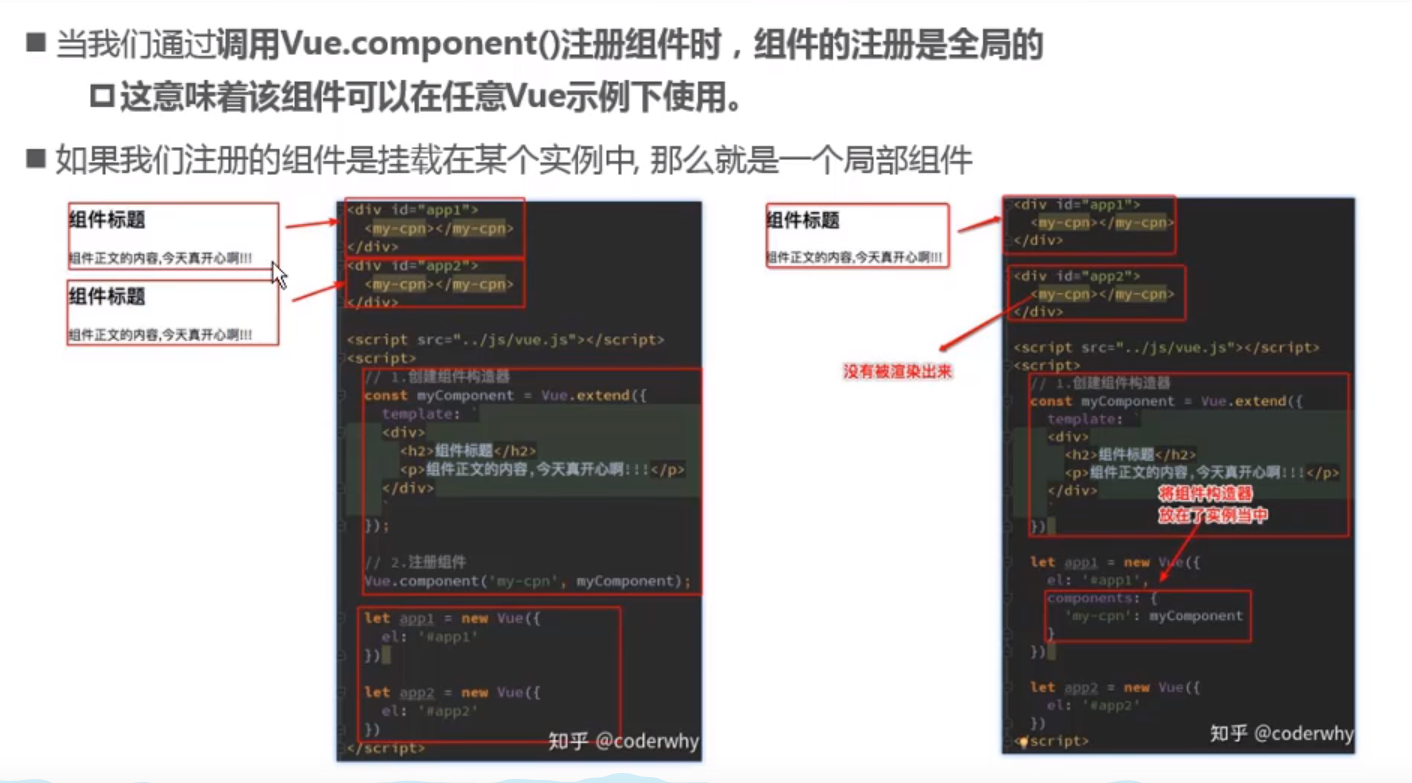 当我们通过调用Vue.component()注册组件时，组件的注册是全局的
这意味着该组件可以在任意Vue示例下使用。
如果我们注册的组件是挂载在某个实例中, 那么就是一个局部组件
组件标题
组件正文的内容,今天真开心啊!!!
组件标题
组件正文的内容,今天真开心啊!!!
<div id="app1">
<my-cpn></my-cpn>
</div>
<div id="app2">
<my-cpn></my-cpn>
</div>
<script src="../js/vue.js"></script>
<script>
// 1.创建组件构造器
const myComponent = Vue.extend({
template: `
<div>
<h2>组件标题</h2>
<p>组件正文的内容,今天真开心啊!!!</p>
</div>
`
});
// 2.注册组件
Vue.component('my-cpn', myComponent);
let app1 = new Vue({
el: '#app1'
})
let app2 = new Vue({
el: '#app2'
})
</script>
知乎 @coderwhy
组件标题
组件正文的内容,今天真开心啊!!!
<div id="app1">
<my-cpn></my-cpn>
</div>
<div id="app2">
<my-cpn></my-cpn>
</div>
没有被渲染出来
<script src="../js/vue.js"></script>
<script>
// 1.创建组件构造器
const myComponent = Vue.extend({
template: `
<div>
<h2>组件标题</h2>
<p>组件正文的内容,今天真开心啊!!!</p>
</div>
将组件构造器
放在了实例当中
})
let app1 = new Vue({
el: '#app1',
components: {
'my-cpn': myComponent
}
})
let app2 = new Vue({
el: '#app2'
})
script>
知乎 @coderwhy